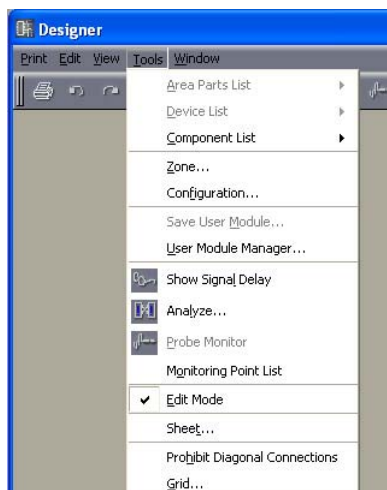 Designer
Print Edit View Tools Window
Area Parts List
Device List
Component List
Zone...
Configuration...
Save User Module...
User Module Manager...
Show Signal Delay
Analyze...
Probe Monitor
Monitoring Point List
Edit Mode
Sheet...
Prohibit Diagonal Connections
Grid...